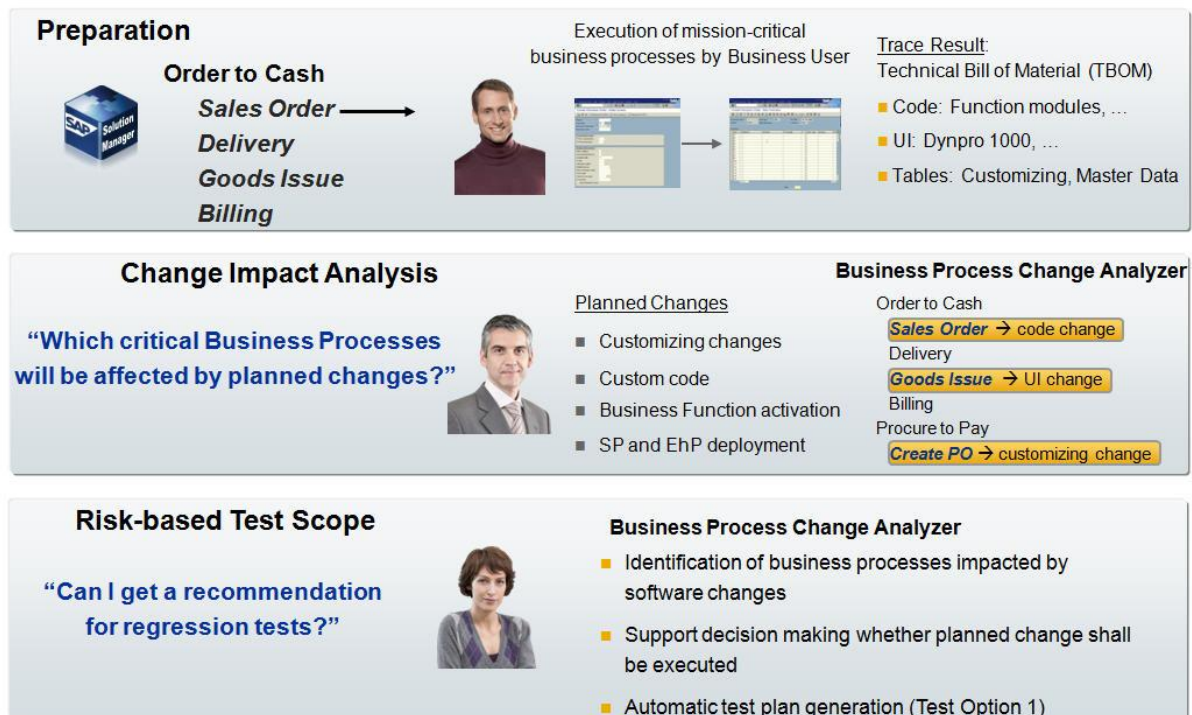 Preparation
SAP Solution
Manager
Order to Cash
Sales Order
Delivery
Goods Issue
Billing
Execution of mission-critical
business processes by Business User
Trace Result:
Technical Bill of Material (TBOM)
Code: Function modules, ...
UI: Dynpro 1000, ...
Tables: Customizing, Master Data
Change Impact Analysis
“Which critical Business Processes
will be affected by planned changes?”
Planned Changes
Customizing changes
Custom code
Business Function activation
SP and EhP deployment
Business Process Change Analyzer
Order to Cash
Sales Order → code change
Delivery
Goods Issue → UI change
Billing
Procure to Pay
Create PO → customizing change
Risk-based Test Scope
“Can I get a recommendation
for regression tests?”
Business Process Change Analyzer
Identification of business processes impacted by
software changes
Support decision making whether planned change shall
be executed
Automatic test plan generation (Test Option 1)